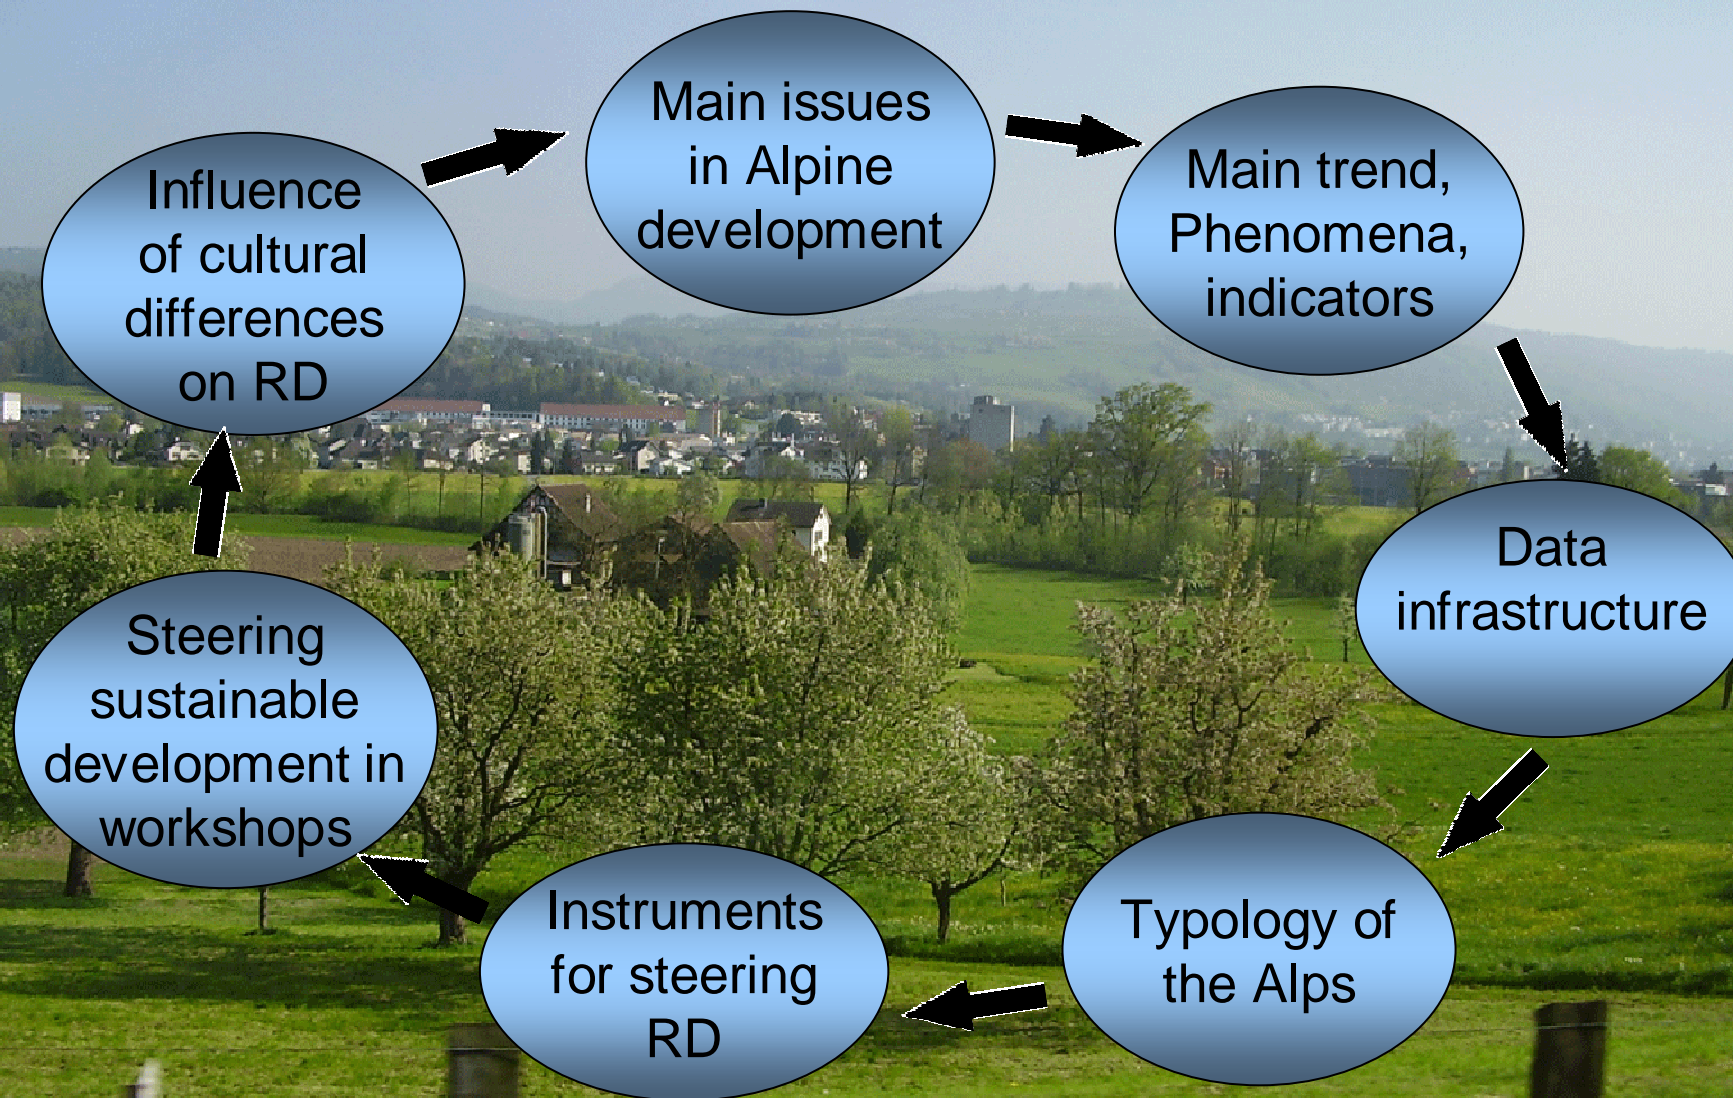 Main issues
in Alpine
development
Main trend,
Phenomena,
indicators
Data
infrastructure
Typology of
the Alps
Instruments
for steering
RD
Steering
sustainable
development in
workshops
Influence
of cultural
differences
on RD